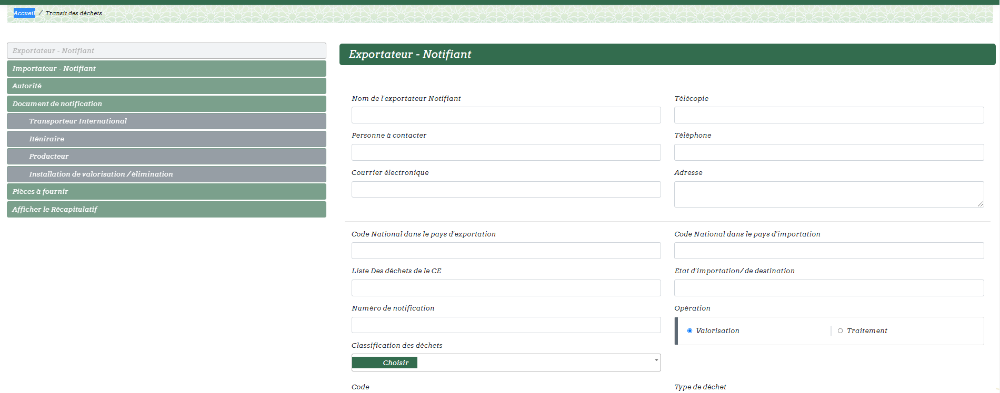 Accueil / Transit des déchets
Exportateur - Notifiant
Importateur - Notifiant
Autorité
Document de notification
Transporteur International
Iténiraire
Producteur
Installation de valorisation / élimination
Pièces à fournir
Afficher le Récapitulatif
Exportateur - Notifiant
Nom de l'exportateur Notifiant
Télécopie
Personne à contacter
Téléphone
Courrier électronique
Adresse
Code National dans le pays d'exportation
Code National dans le pays d'importation
Liste Des déchets de le CE
Etat d'importation/ de destination
Numéro de notification
Opération
Valorisation
Traitement
Classification des déchets
Choisir
Code
Type de déchet